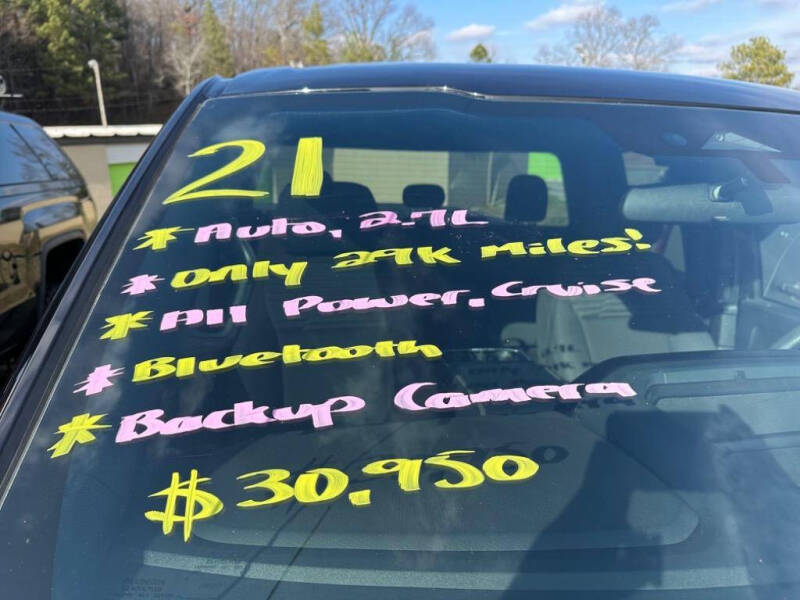 21
* Auto, 2.7L
* Only 29K Miles!
* All Power, Cruise
* Bluetooth
* Backup Camera
$30,950